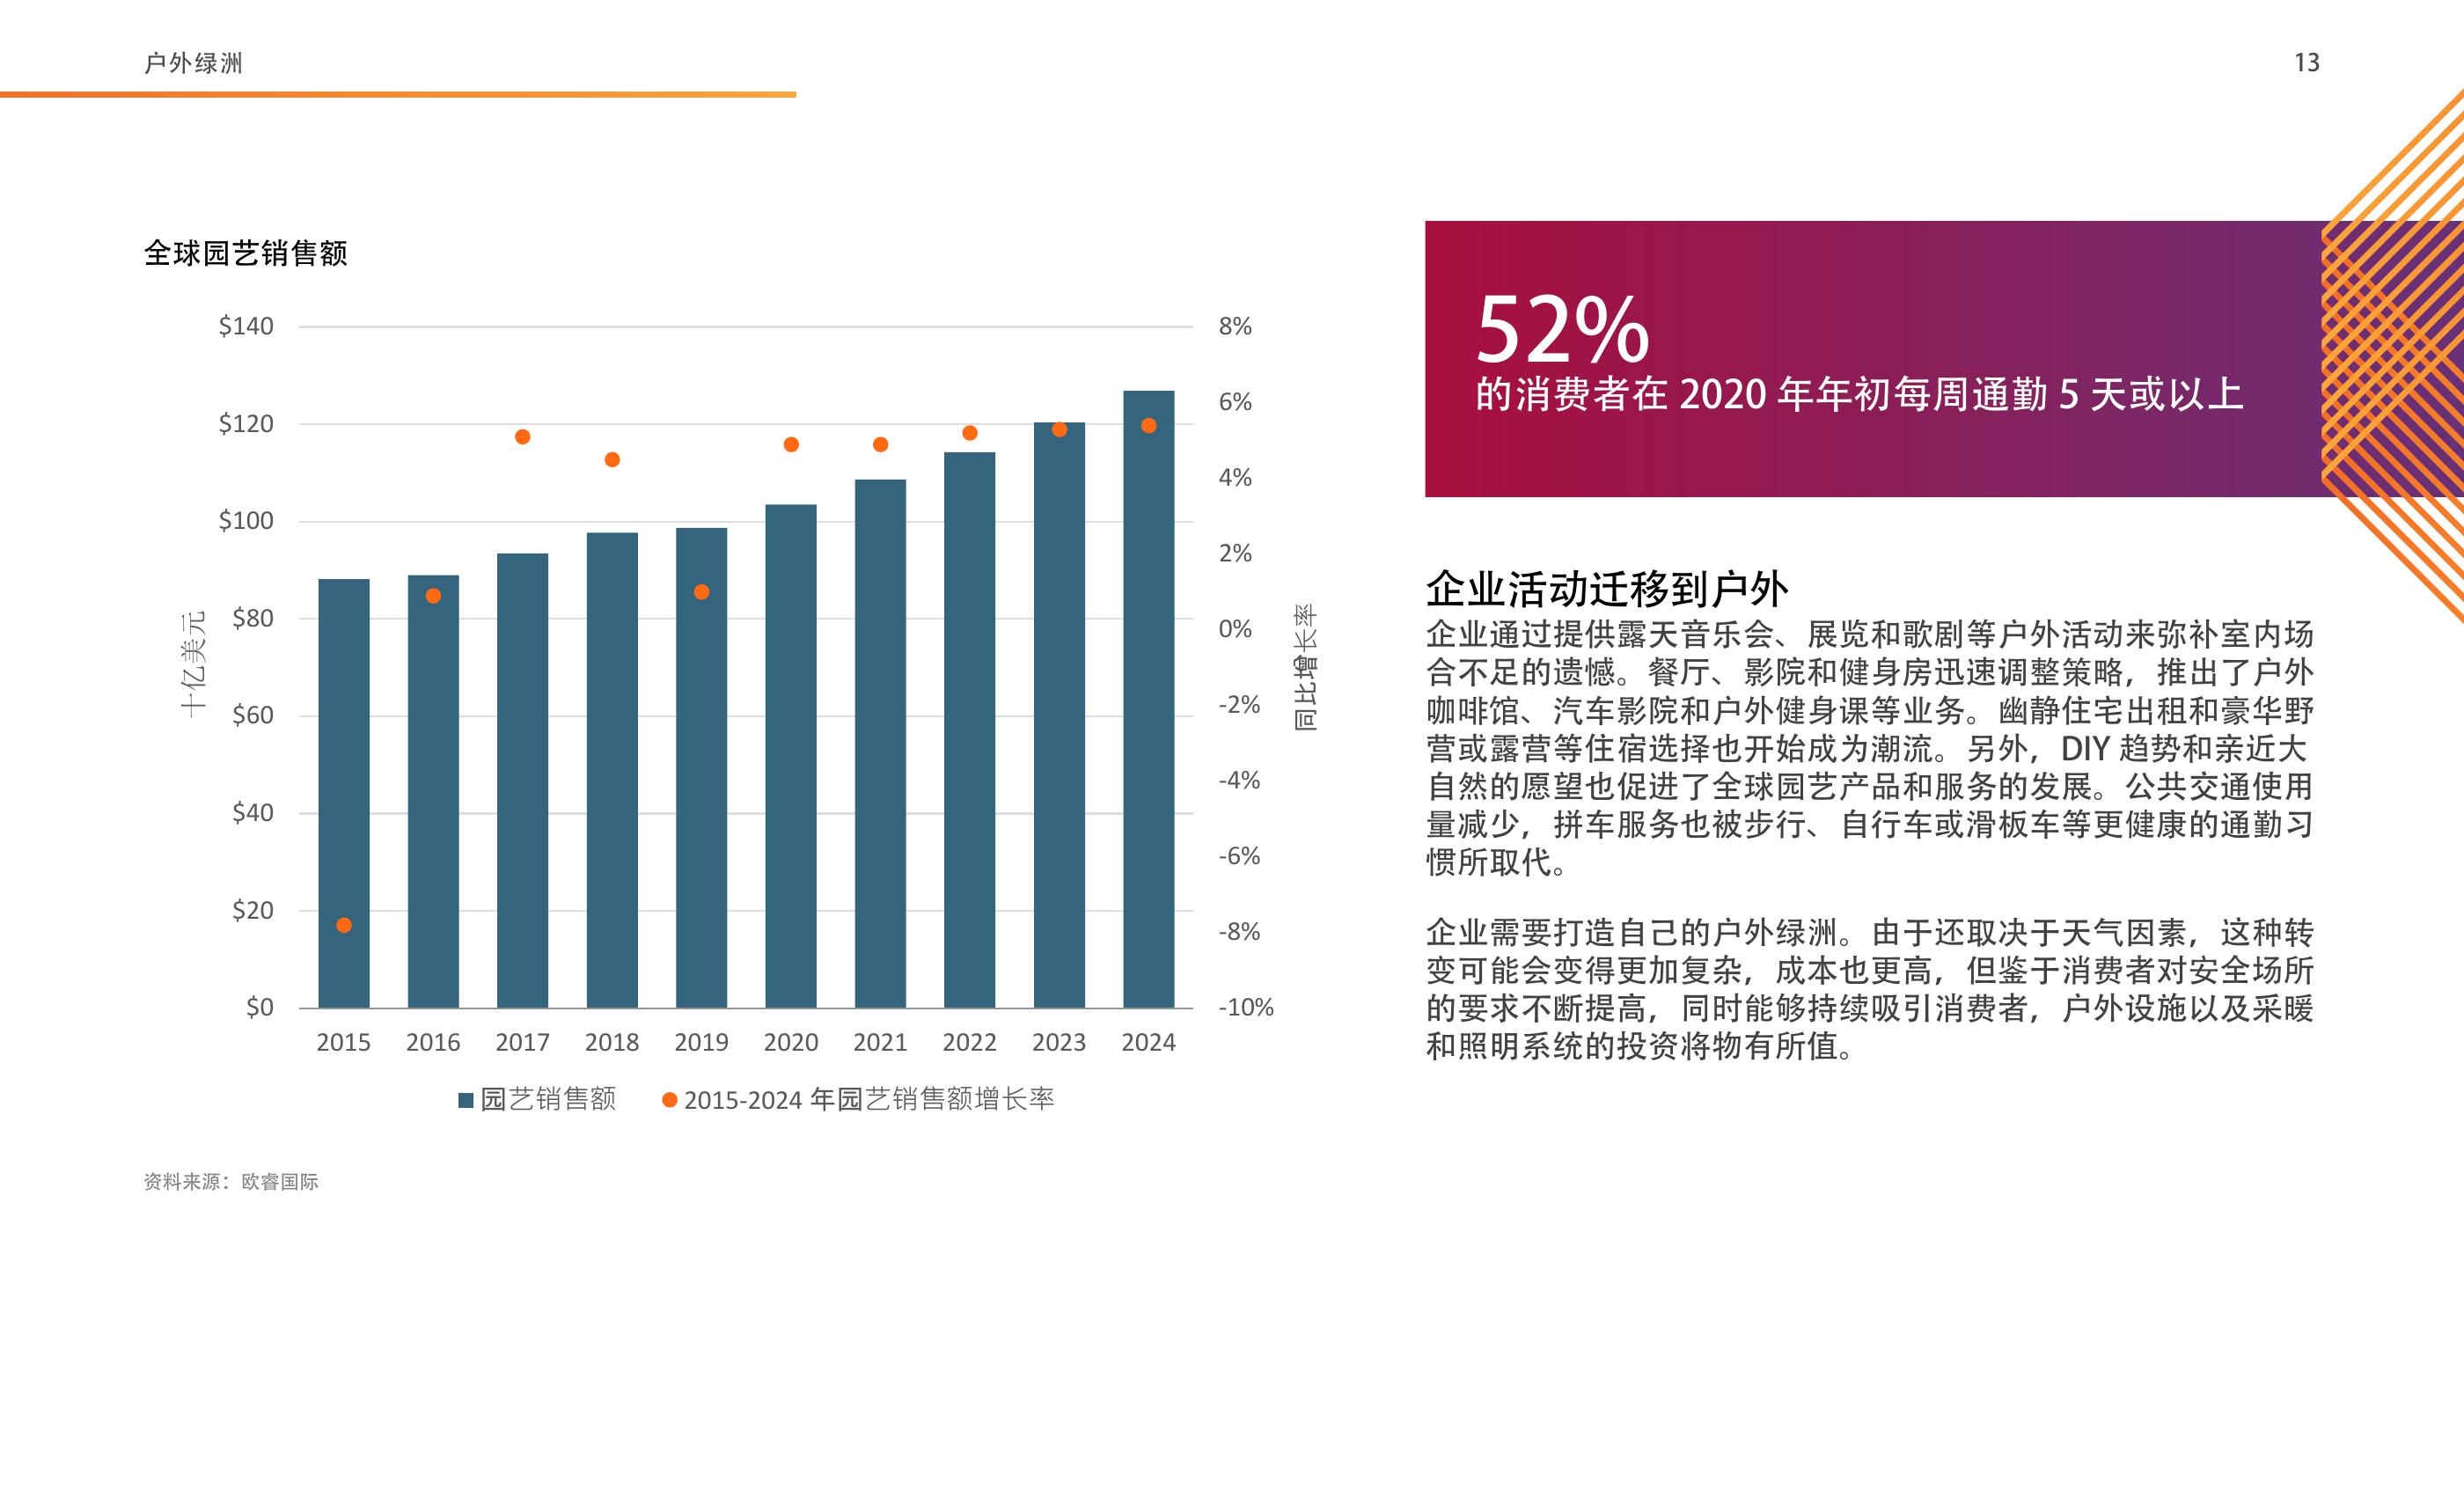 户外绿洲
13
全球园艺销售额
$140
$120
$100
$80
$60
$40
$20
$0
十亿美元
8%
6%
4%
2%
0%
-2%
-4%
-6%
-8%
-10%
同比增长率
2015 2016 2017 2018 2019 2020 2021 2022 2023 2024
园艺销售额 2015-2024 年园艺销售额增长率
资料来源：欧睿国际
52%
的消费者在 2020 年年初每周通勤 5 天或以上
企业活动迁移到户外
企业通过提供露天音乐会、展览和歌剧等户外活动来弥补室内场
合不足的遗憾。餐厅、影院和健身房迅速调整策略，推出了户外
咖啡馆、汽车影院和户外健身课等业务。幽静住宅出租和豪华野
营或露营等住宿选择也开始成为潮流。另外，DIY 趋势和亲近大
自然的愿望也促进了全球园艺产品和服务的发展。公共交通使用
量减少，拼车服务也被步行、自行车或滑板车等更健康的通勤习
惯所取代。
企业需要打造自己的户外绿洲。由于还取决于天气因素，这种转
变可能会变得更加复杂，成本也更高，但鉴于消费者对安全场所
的要求不断提高，同时能够持续吸引消费者，户外设施以及采暖
和照明系统的投资将物有所值。